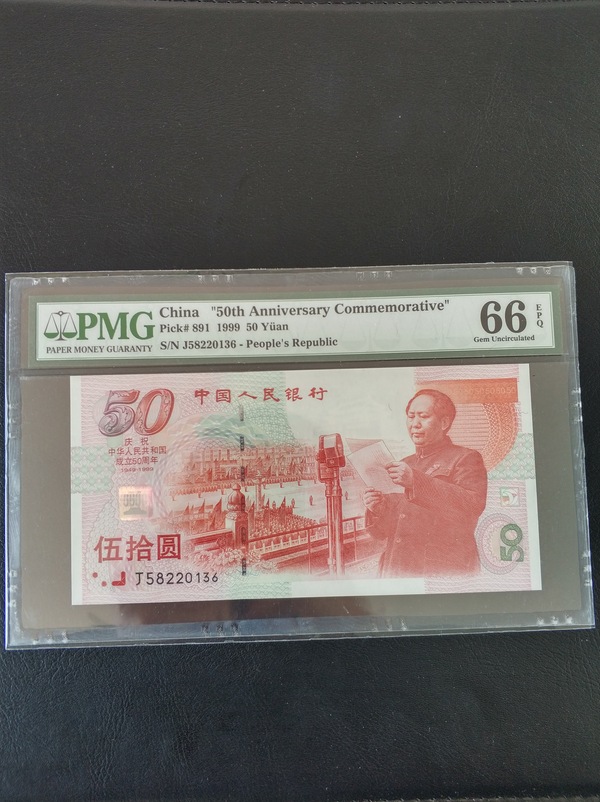 PMG
PAPER MONEY GUARANTY
China "50th Anniversary Commemorative"
Pick# 891 1999 50 Yüan
S/N J58220136 - People's Republic
66 EPQ
Gem Uncirculated
50
中国人民银行
庆祝
中华人民共和国
成立50周年
1949-1999
伍拾圆
J58220136
50